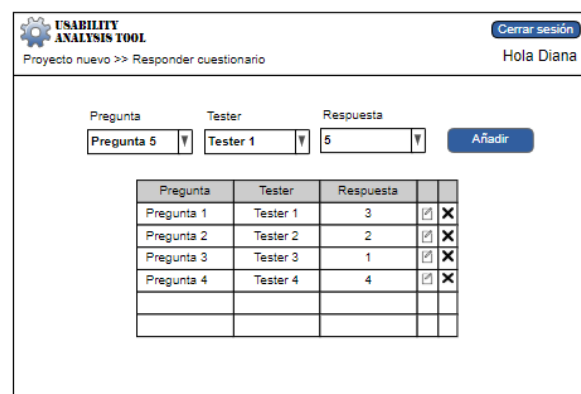 USABILITY
ANALYSIS TOOL
Cerrar sesión
Proyecto nuevo >> Responder cuestionario
Hola Diana
Pregunta Tester Respuesta
Pregunta 5 Tester 1 5 Añadir
Pregunta Tester Respuesta
Pregunta 1 Tester 1 3
Pregunta 2 Tester 2 2
Pregunta 3 Tester 3 1
Pregunta 4 Tester 4 4